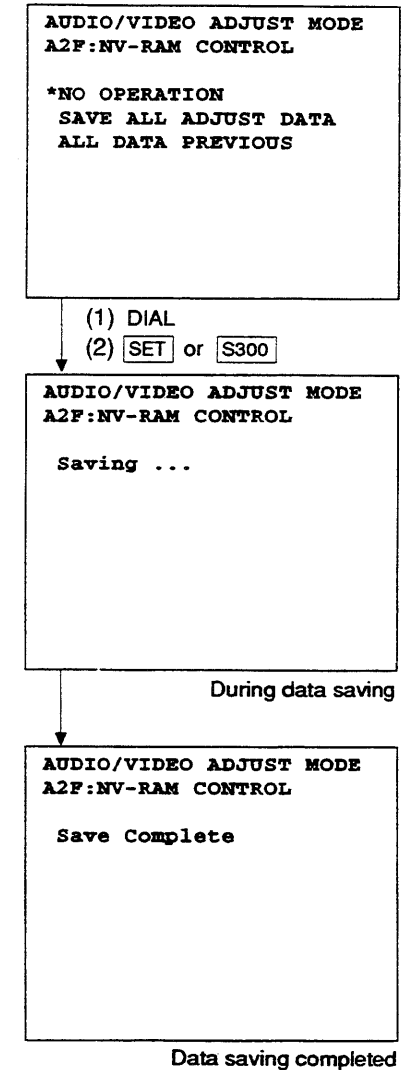 AUDIO/VIDEO ADJUST MODE
A2F:NV-RAM CONTROL
*NO OPERATION
SAVE ALL ADJUST DATA
ALL DATA PREVIOUS
(1) DIAL
(2) SET or S300
AUDIO/VIDEO ADJUST MODE
A2F:NV-RAM CONTROL
Saving ...
During data saving
AUDIO/VIDEO ADJUST MODE
A2F:NV-RAM CONTROL
Save Complete
Data saving completed